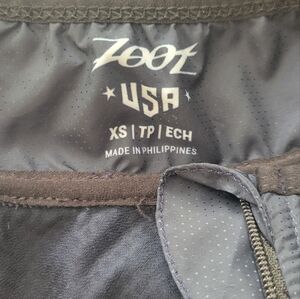 ZOOT
USA
XS | TP | ECH
MADE IN PHILIPPINES